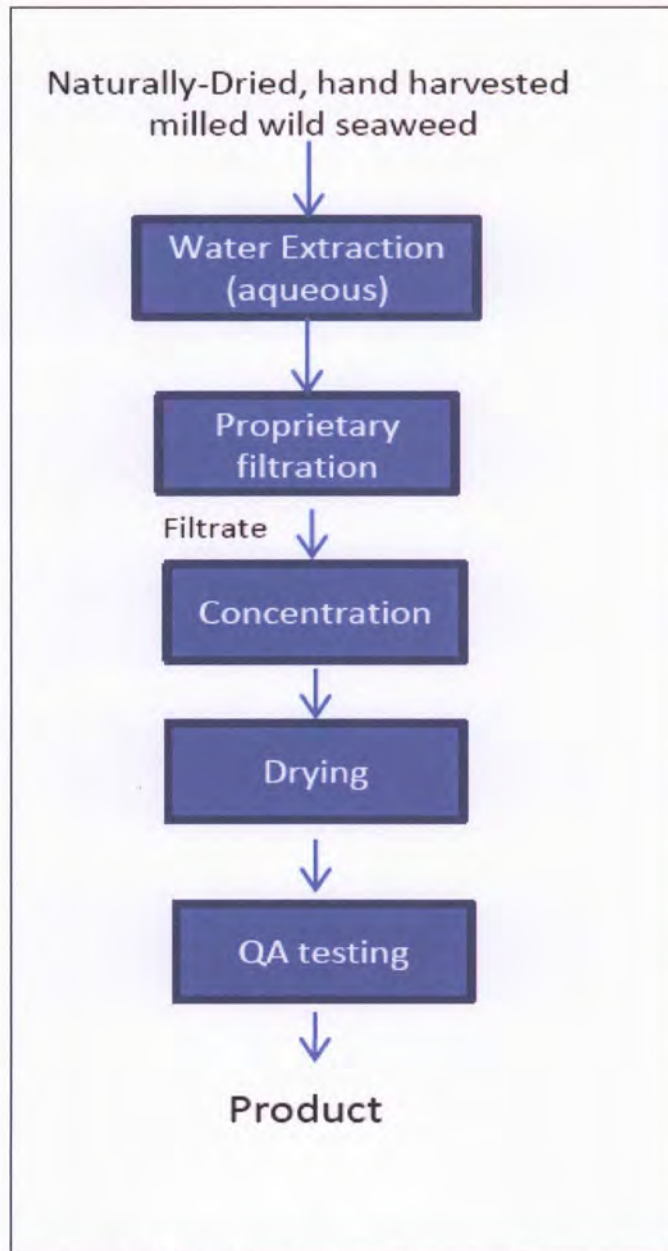 Naturally-Dried, hand harvested
milled wild seaweed
Water Extraction
(aqueous)
Proprietary
filtration
Filtrate
Concentration
Drying
QA testing
Product